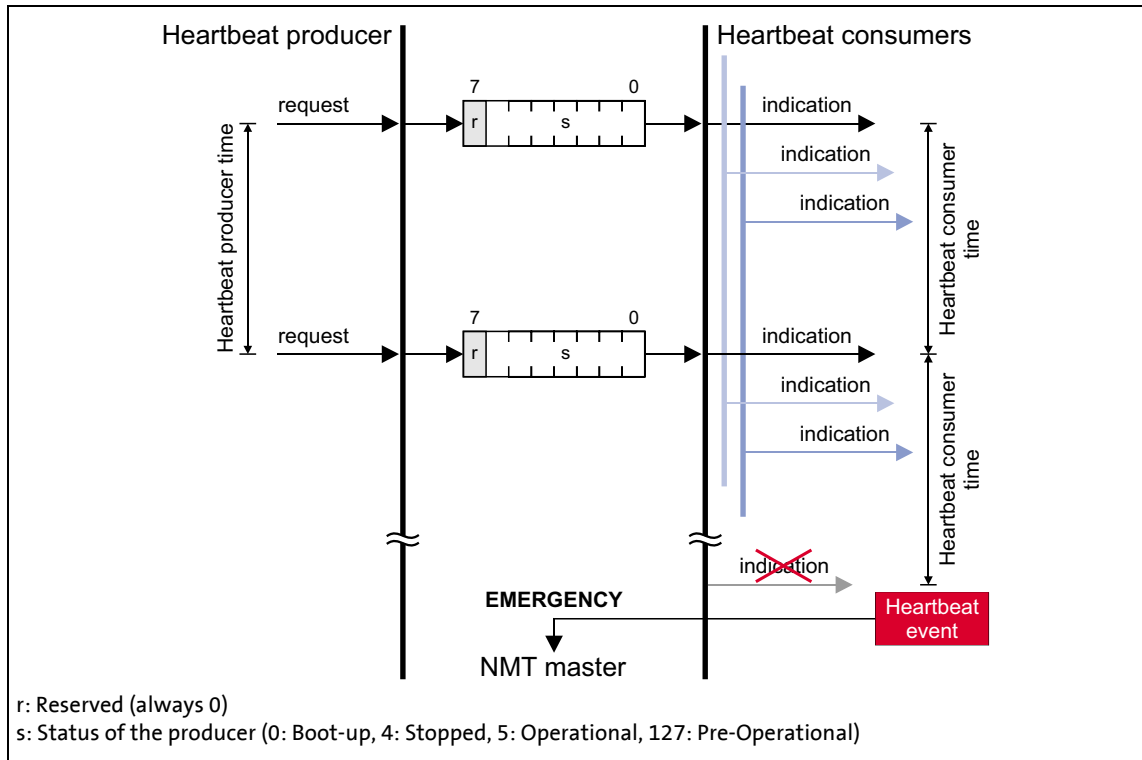 Heartbeat producer
Heartbeat consumers
7 0
request
r s
indication
indication
indication
Heartbeat producer time
Heartbeat consumer
time
7 0
request
r s
indication
indication
indication
Heartbeat consumer
time
indication
EMERGENCY
Heartbeat
event
NMT master
r: Reserved (always 0)
s: Status of the producer (0: Boot-up, 4: Stopped, 5: Operational, 127: Pre-Operational)